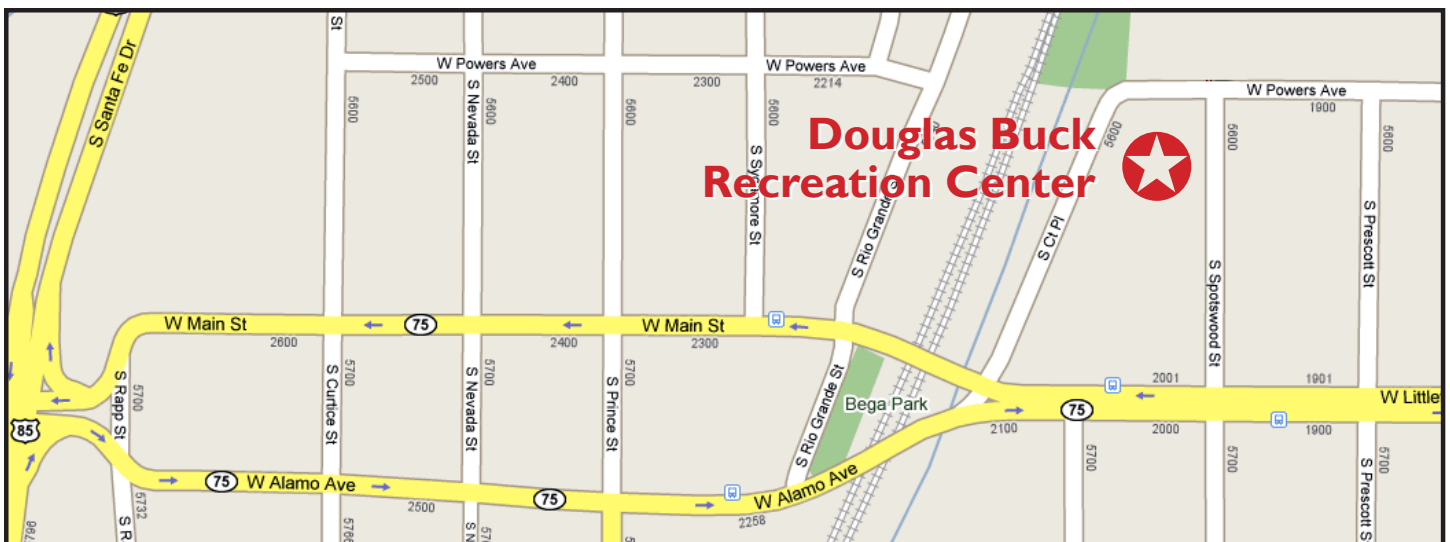 St
S Santa Fe Dr
W Powers Ave
W Powers Ave
W Powers Ave
2500
2400
2300
2214
1900
5600
5600
5600
5600
5600
5600
5600
S Nevada St
S Sycamore St
Douglas Buck
Recreation Center
S Rio Grande S
S Ct Pl
S Spotswood St
S Prescott St
W Main St
75
W Main St
2600
2400
2300
2001
1901
W Little
75
2100
2000
1900
S Rapp St
5700
S Curtice St
5700
S Nevada St
5700
S Prince St
5700
S Rio Grande St
Bega Park
85
75
W Alamo Ave
75
W Alamo Ave
2500
2258
5700
5700
5700
S Prescott S
5732
S R
5766
S N
57
5